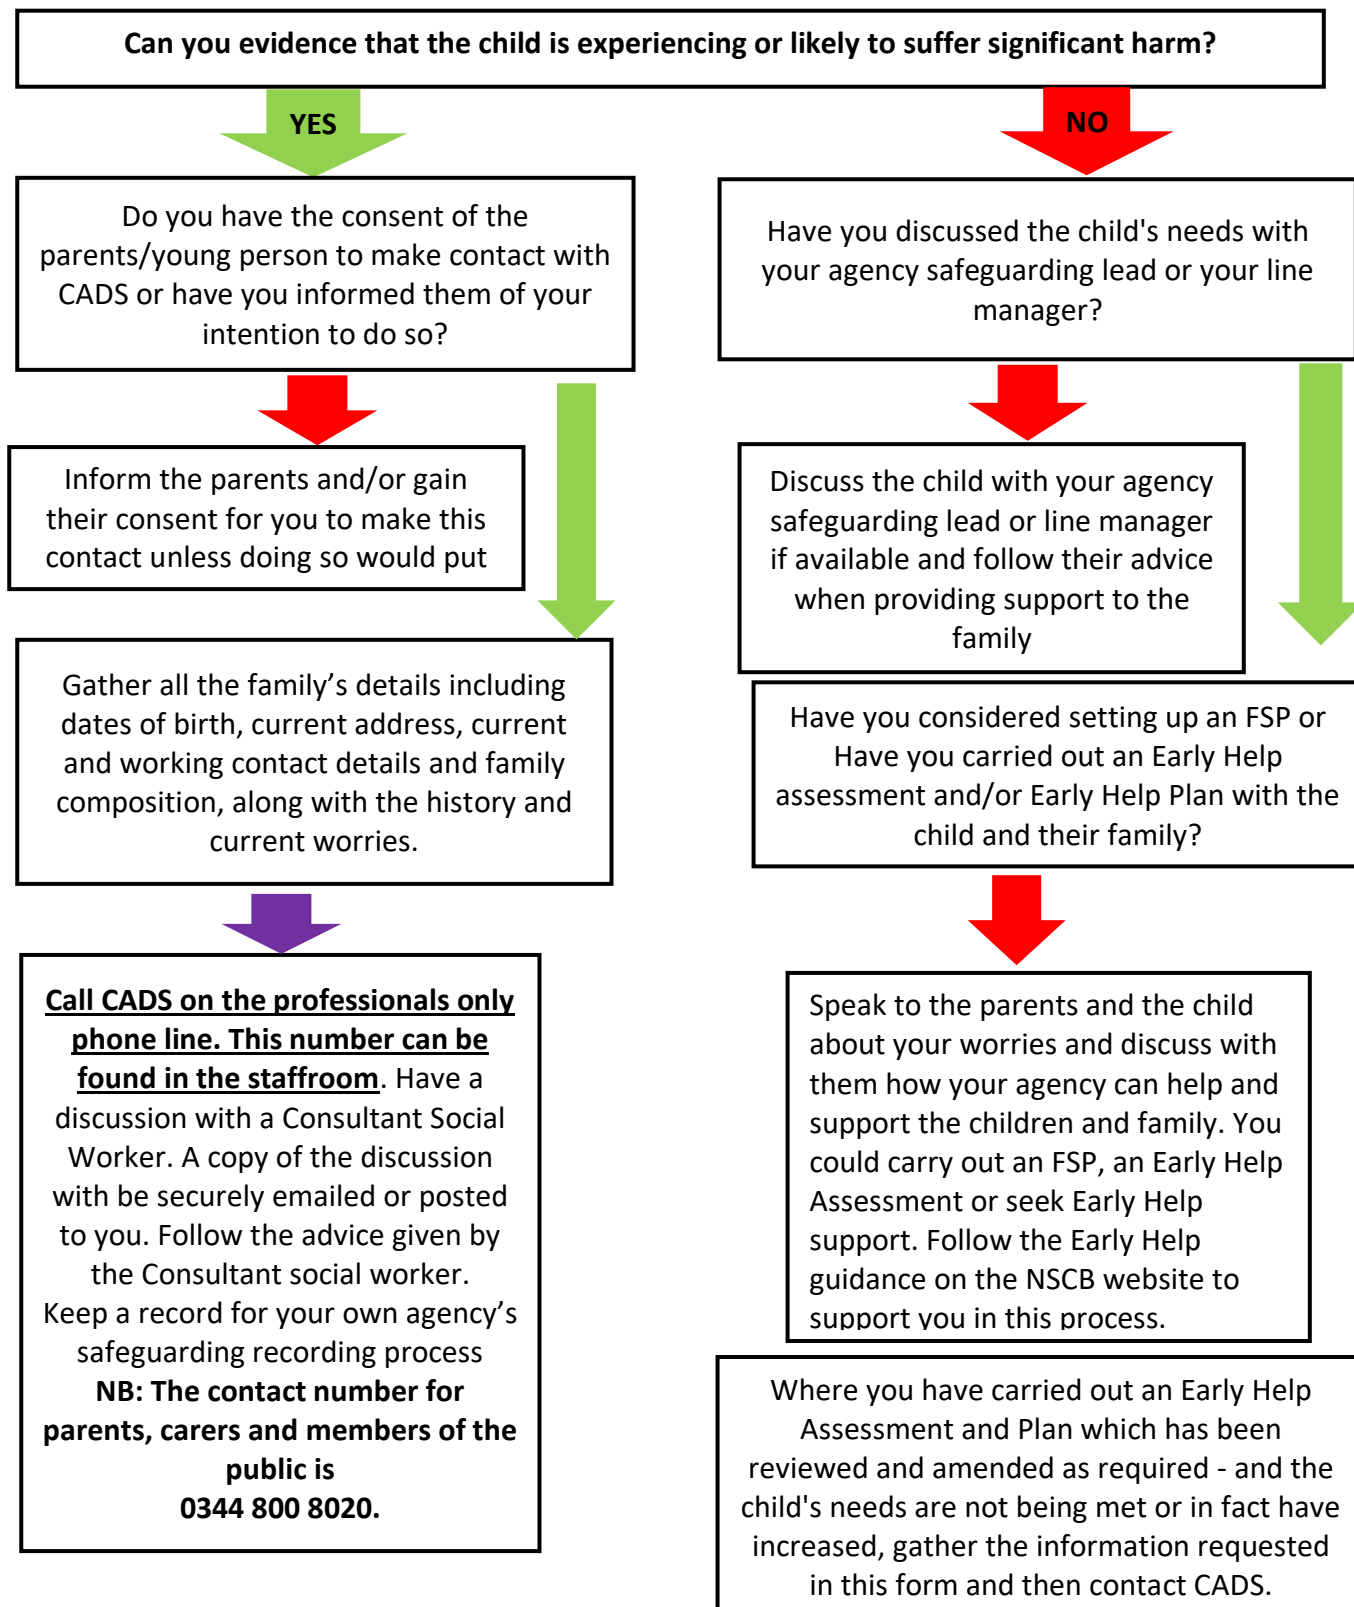 Can you evidence that the child is experiencing or likely to suffer significant harm?
YES
NO
Do you have the consent of the
parents/young person to make contact with
CADS or have you informed them of your
intention to do so?
Have you discussed the child's needs with
your agency safeguarding lead or your line
manager?
Inform the parents and/or gain
their consent for you to make this
contact unless doing so would put
Discuss the child with your agency
safeguarding lead or line manager
if available and follow their advice
when providing support to the
family
Gather all the family’s details including
dates of birth, current address, current
and working contact details and family
composition, along with the history and
current worries.
Have you considered setting up an FSP or
Have you carried out an Early Help
assessment and/or Early Help Plan with the
child and their family?
Call CADS on the professionals only
phone line. This number can be
found in the staffroom. Have a
discussion with a Consultant Social
Worker. A copy of the discussion
with be securely emailed or posted
to you. Follow the advice given by
the Consultant social worker.
Keep a record for your own agency’s
safeguarding recording process
NB: The contact number for
parents, carers and members of the
public is
0344 800 8020.
Speak to the parents and the child
about your worries and discuss with
them how your agency can help and
support the children and family. You
could carry out an FSP, an Early Help
Assessment or seek Early Help
support. Follow the Early Help
guidance on the NSCB website to
support you in this process.
Where you have carried out an Early Help
Assessment and Plan which has been
reviewed and amended as required - and the
child's needs are not being met or in fact have
increased, gather the information requested
in this form and then contact CADS.